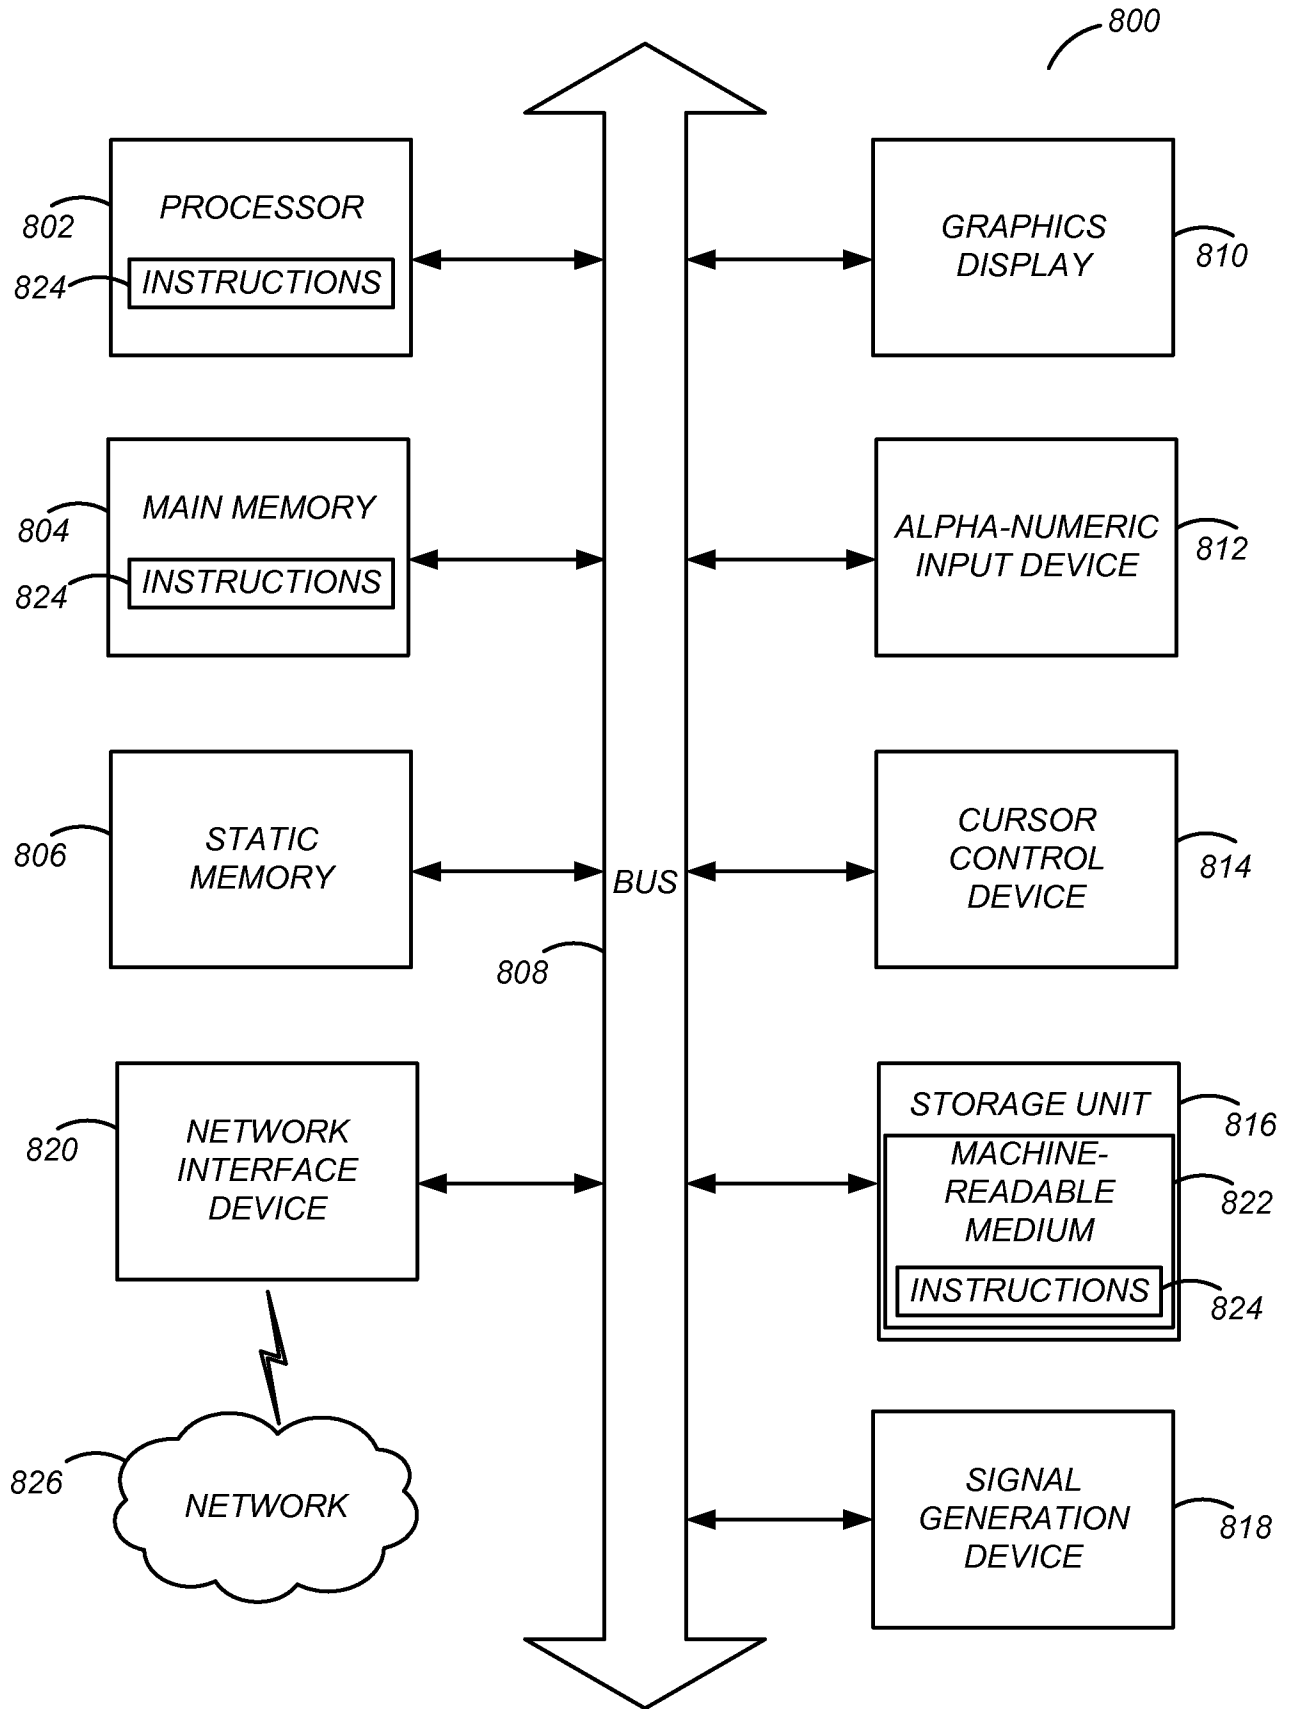 800
PROCESSOR
802
824
INSTRUCTIONS
GRAPHICS
DISPLAY
810
MAIN MEMORY
804
824
INSTRUCTIONS
ALPHA-NUMERIC
INPUT DEVICE
812
STATIC
MEMORY
806
BUS
808
CURSOR
CONTROL
DEVICE
814
NETWORK
INTERFACE
DEVICE
820
STORAGE UNIT
816
MACHINE-
READABLE
MEDIUM
822
INSTRUCTIONS
824
826
NETWORK
SIGNAL
GENERATION
DEVICE
818